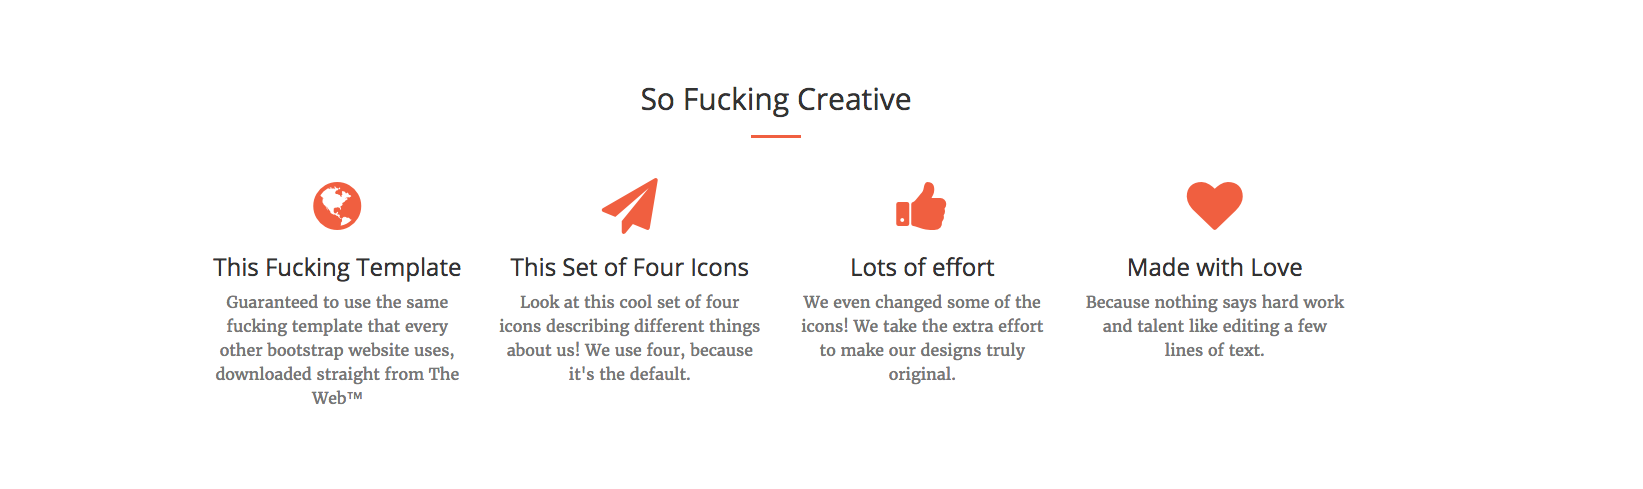 So Fucking Creative
This Fucking Template
Guaranteed to use the same
fucking template that every
other bootstrap website uses,
downloaded straight from The
Web™
This Set of Four Icons
Look at this cool set of four
icons describing different things
about us! We use four, because
it's the default.
Lots of effort
We even changed some of the
icons! We take the extra effort
to make our designs truly
original.
Made with Love
Because nothing says hard work
and talent like editing a few
lines of text.